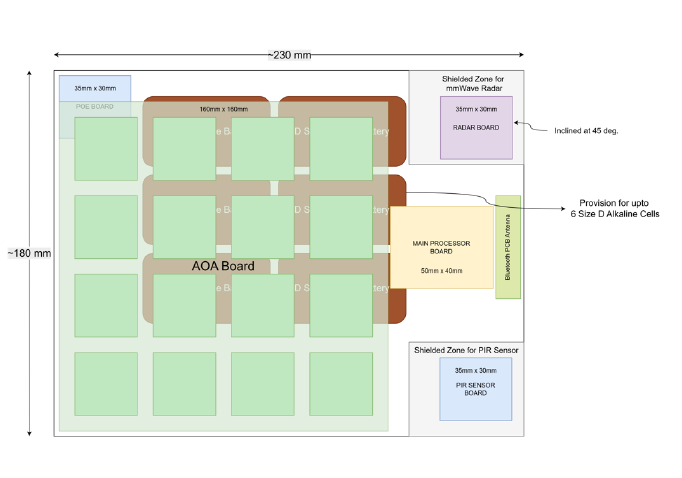 ~230 mm
Shielded Zone for
mmWave Radar
35mm x 30mm
POE BOARD
160mm x 160mm
35mm x 30mm
RADAR BOARD
Inclined at 45 deg.
Provision for upto
6 Size D Alkaline Cells
~180 mm
MAIN PROCESSOR
BOARD
50mm x 40mm
Bluetooth PCB Antenna
AOA Board
Shielded Zone for PIR Sensor
35mm x 30mm
PIR SENSOR
BOARD